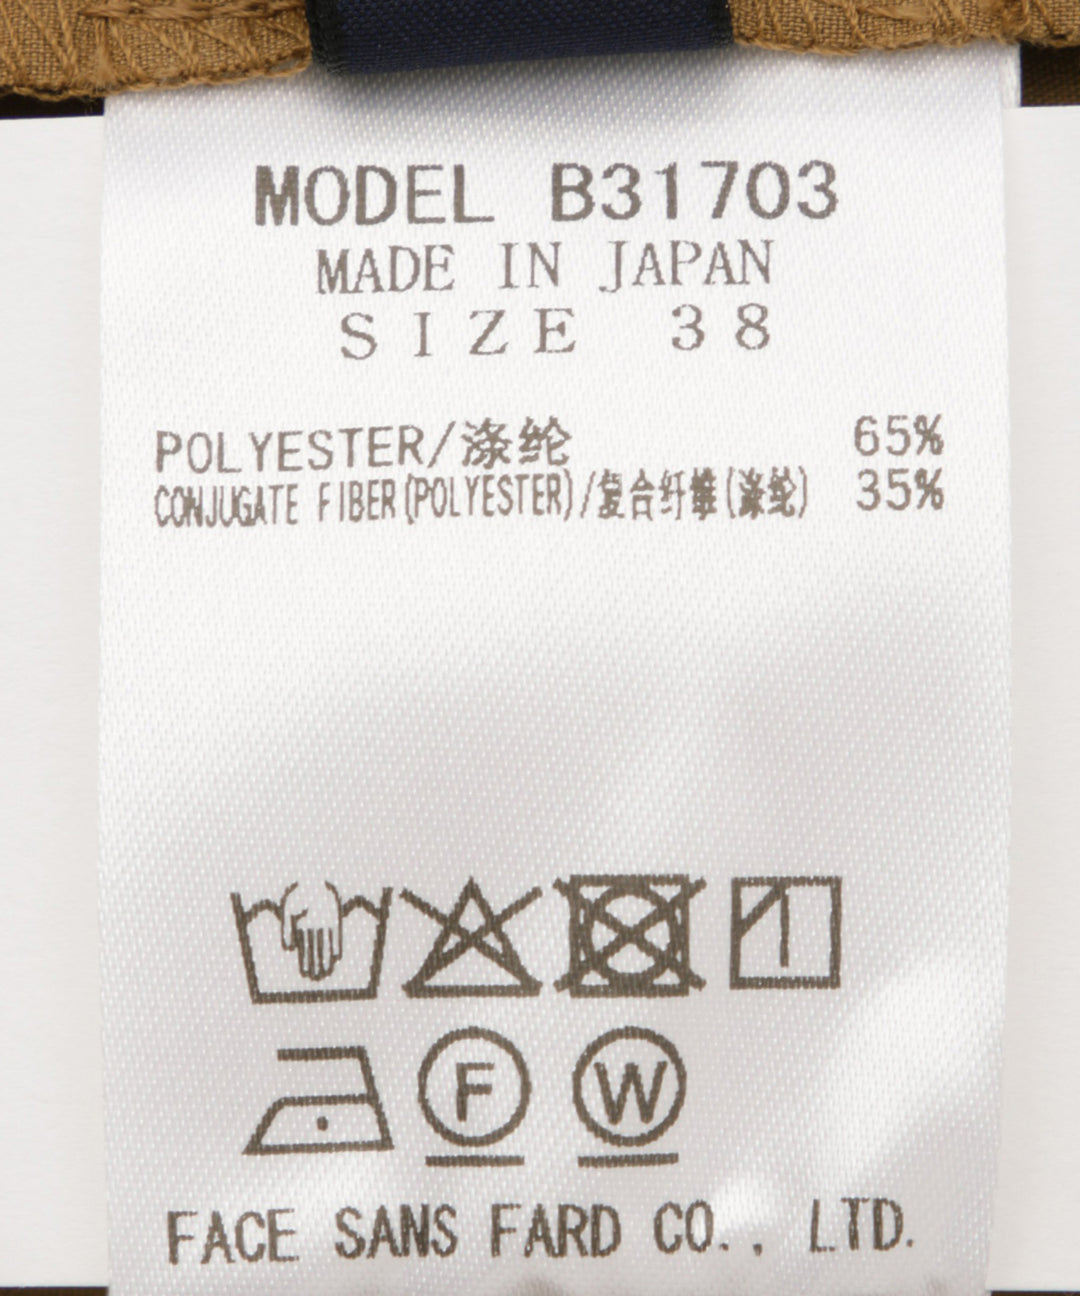 MODEL B31703
MADE IN JAPAN
SIZE 38
POLYESTER/涤纶 65%
CONJUGATE FIBER(POLYESTER)/复合纤维(涤纶) 35%
F W
FACE SANS FARD CO., LTD.